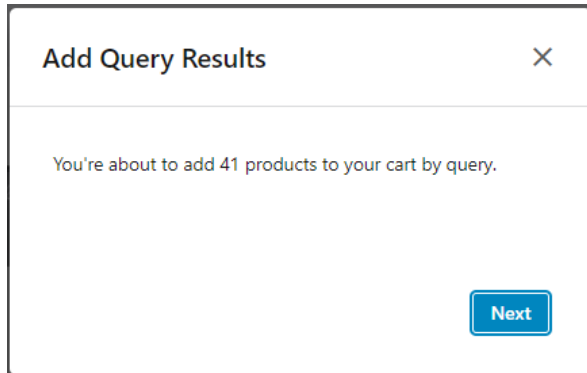 Add Query Results
You're about to add 41 products to your cart by query.
Next